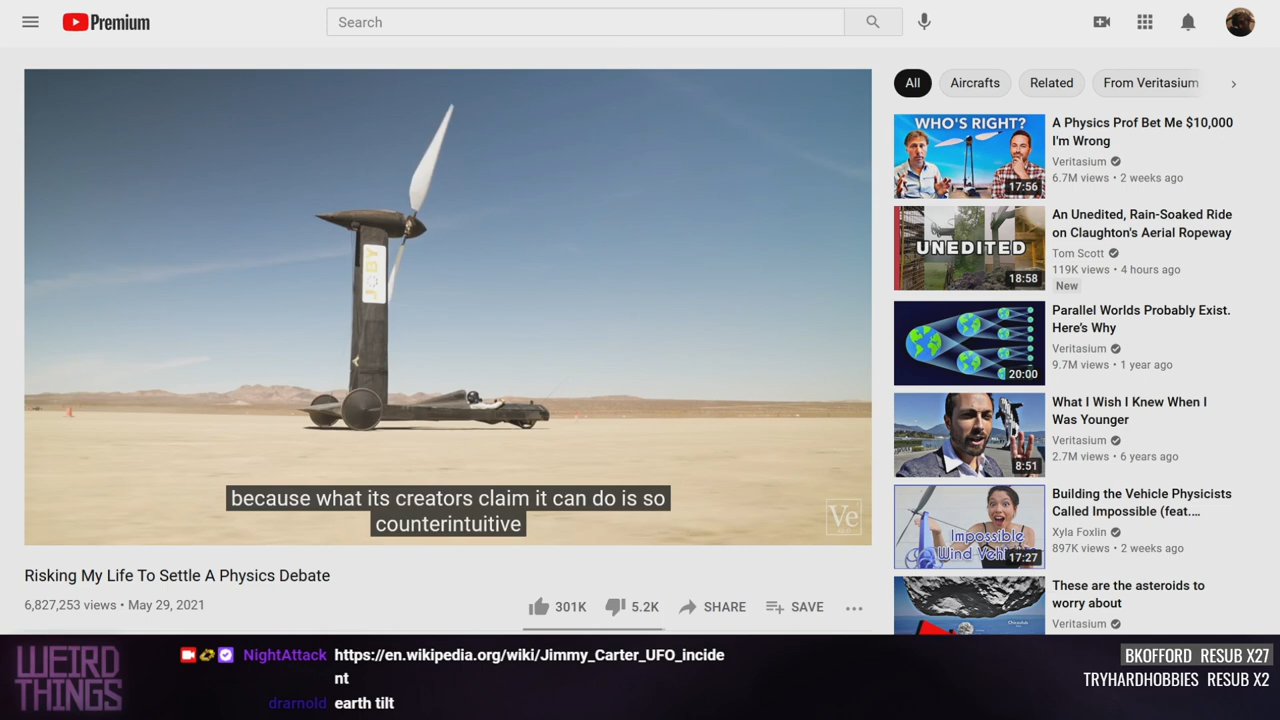 Premium
Search
JOBY
because what its creators claim it can do is so
counterintuitive
Ve
Risking My Life To Settle A Physics Debate
6,827,253 views • May 29, 2021
301K
5.2K
SHARE
SAVE
All
Aircrafts
Related
From Veritasium
WHO'S RIGHT?
17:56
A Physics Prof Bet Me $10,000
I'm Wrong
Veritasium
6.7M views • 2 weeks ago
UNEDITED
18:58
An Unedited, Rain-Soaked Ride
on Claughton's Aerial Ropeway
Tom Scott
119K views • 4 hours ago
New
20:00
Parallel Worlds Probably Exist.
Here's Why
Veritasium
9.7M views • 1 year ago
8:51
What I Wish I Knew When I
Was Younger
Veritasium
2.7M views • 6 years ago
Impossible
Wind Vehi
17:27
Building the Vehicle Physicists
Called Impossible (feat....
Xyla Foxlin
897K views • 2 weeks ago
These are the asteroids to
worry about
Veritasium
WEIRD
THINGS
NightAttack https://en.wikipedia.org/wiki/Jimmy_Carter_UFO_incide
nt
drarnold earth tilt
BKOFFORD RESUB X27
TRYHARDHOBBIES RESUB X2